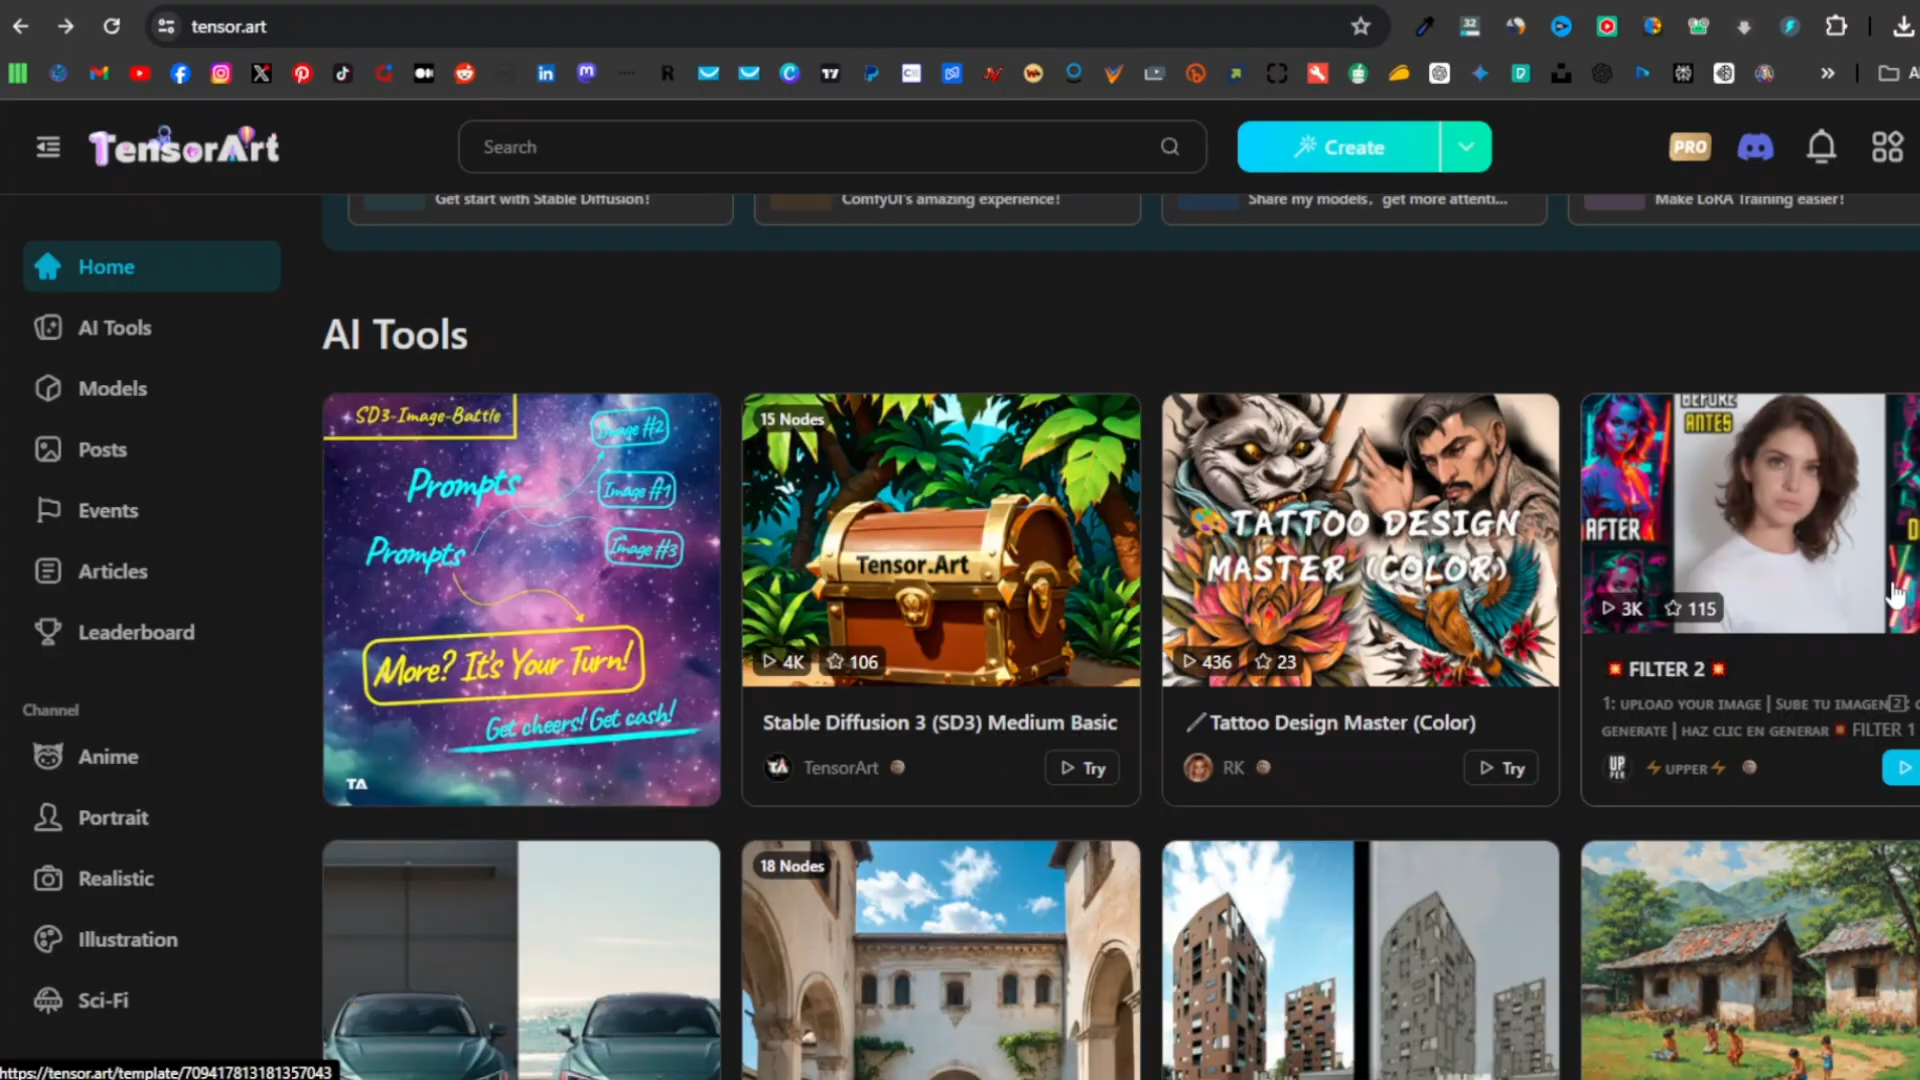 tensor.art
32
TensorArt
Search
Create
PRO
Get start with Stable Diffusion!
ComfyUI's amazing experience!
Share my models, get more attenti...
Make LoRA Training easier!
Home
AI Tools
Models
Posts
Events
Articles
Leaderboard
Channel
Anime
Portrait
Realistic
Illustration
Sci-Fi
AI Tools
SD3-Image-Battle
Image #2
Prompts
Image #1
Prompts
Image #3
More? It's Your Turn!
Get cheers! Get cash!
TA
15 Nodes
Tensor.Art
4K 106
Stable Diffusion 3 (SD3) Medium Basic
TensorArt
Try
TATTOO DESIGN
MASTER (COLOR)
436 23
Tattoo Design Master (Color)
RK
Try
BEFORE
ANTES
AFTER
3K 115
FILTER 2
1: UPLOAD YOUR IMAGE | SUBE TU IMAGEN 2:
GENERATE | HAZ CLIC EN GENERAR FILTER 1
UPPER
UPPER
18 Nodes
https://tensor.art/template/709417813181357043